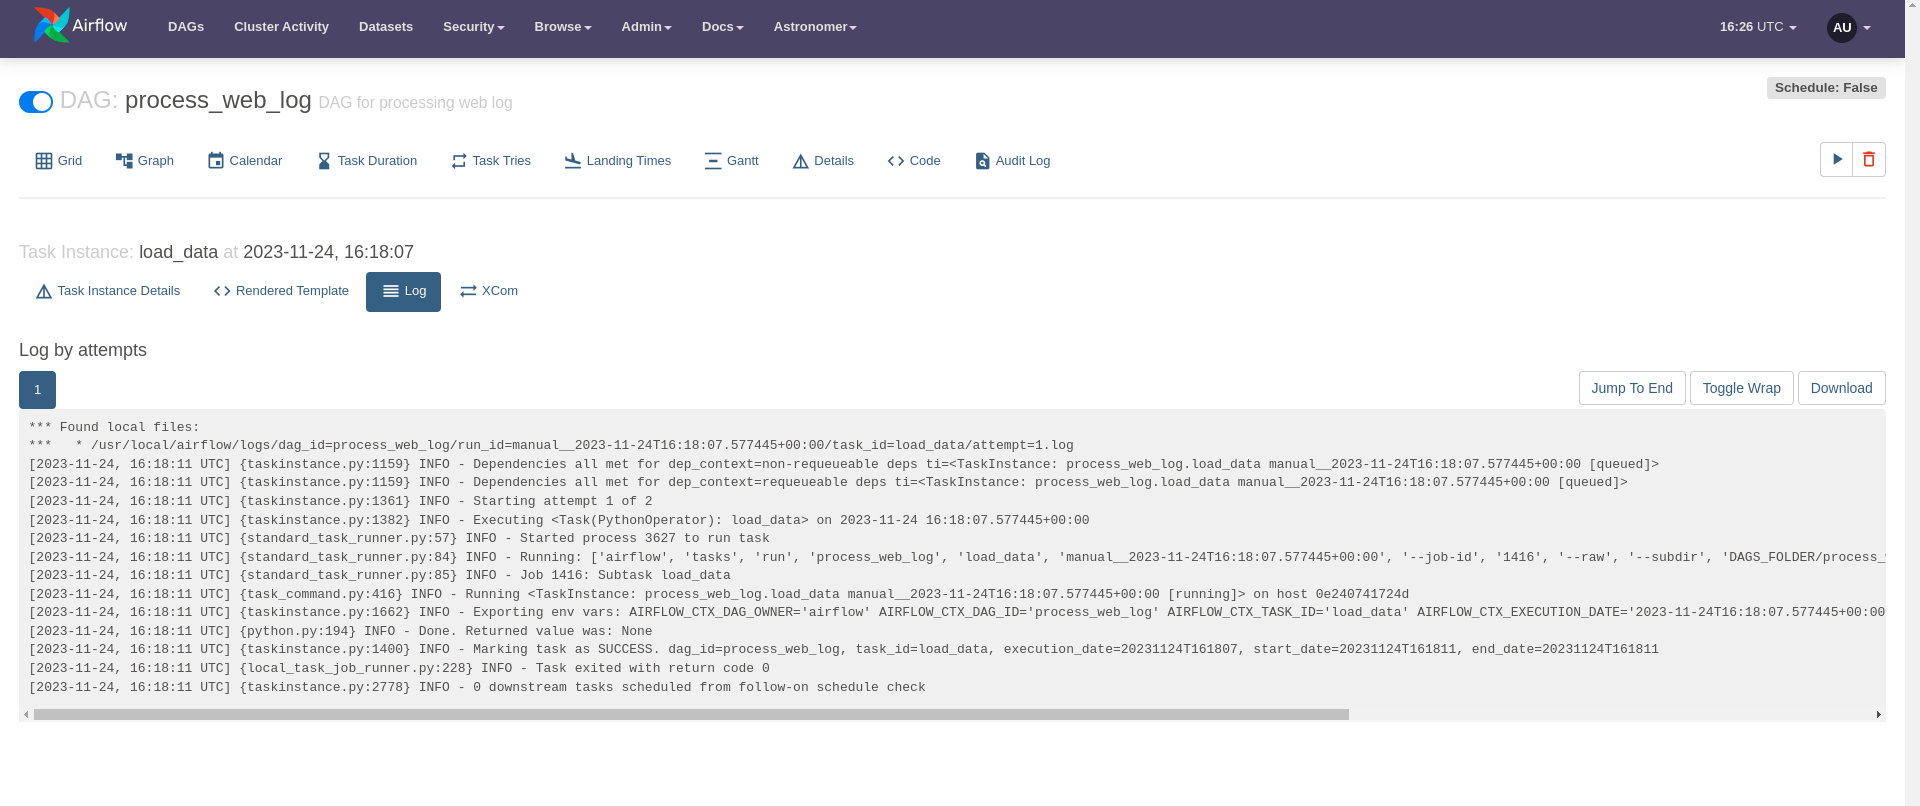 Airflow DAGs Cluster Activity Datasets Security Browse Admin Docs Astronomer 16:26 UTC AU
DAG: process_web_log DAG for processing web log Schedule: False
Grid Graph Calendar Task Duration Task Tries Landing Times Gantt Details Code Audit Log
Task Instance: load_data at 2023-11-24, 16:18:07
Task Instance Details Rendered Template Log XCom
Log by attempts
1 Jump To End Toggle Wrap Download
*** Found local files:
***   * /usr/local/airflow/logs/dag_id=process_web_log/run_id=manual__2023-11-24T16:18:07.577445+00:00/task_id=load_data/attempt=1.log
[2023-11-24, 16:18:11 UTC] {taskinstance.py:1159} INFO - Dependencies all met for dep_context=non-requeueable deps ti=<TaskInstance: process_web_log.load_data manual__2023-11-24T16:18:07.577445+00:00 [queued]>
[2023-11-24, 16:18:11 UTC] {taskinstance.py:1159} INFO - Dependencies all met for dep_context=requeueable deps ti=<TaskInstance: process_web_log.load_data manual__2023-11-24T16:18:07.577445+00:00 [queued]>
[2023-11-24, 16:18:11 UTC] {taskinstance.py:1361} INFO - Starting attempt 1 of 2
[2023-11-24, 16:18:11 UTC] {taskinstance.py:1382} INFO - Executing <Task(PythonOperator): load_data> on 2023-11-24 16:18:07.577445+00:00
[2023-11-24, 16:18:11 UTC] {standard_task_runner.py:57} INFO - Started process 3627 to run task
[2023-11-24, 16:18:11 UTC] {standard_task_runner.py:84} INFO - Running: ['airflow', 'tasks', 'run', 'process_web_log', 'load_data', 'manual__2023-11-24T16:18:07.577445+00:00', '--job-id', '1416', '--raw', '--subdir', 'DAGS_FOLDER/process_
[2023-11-24, 16:18:11 UTC] {standard_task_runner.py:85} INFO - Job 1416: Subtask load_data
[2023-11-24, 16:18:11 UTC] {task_command.py:416} INFO - Running <TaskInstance: process_web_log.load_data manual__2023-11-24T16:18:07.577445+00:00 [running]> on host 0e240741724d
[2023-11-24, 16:18:11 UTC] {taskinstance.py:1662} INFO - Exporting env vars: AIRFLOW_CTX_DAG_OWNER='airflow' AIRFLOW_CTX_DAG_ID='process_web_log' AIRFLOW_CTX_TASK_ID='load_data' AIRFLOW_CTX_EXECUTION_DATE='2023-11-24T16:18:07.577445+00:00
[2023-11-24, 16:18:11 UTC] {python.py:194} INFO - Done. Returned value was: None
[2023-11-24, 16:18:11 UTC] {taskinstance.py:1400} INFO - Marking task as SUCCESS. dag_id=process_web_log, task_id=load_data, execution_date=20231124T161807, start_date=20231124T161811, end_date=20231124T161811
[2023-11-24, 16:18:11 UTC] {local_task_job_runner.py:228} INFO - Task exited with return code 0
[2023-11-24, 16:18:11 UTC] {taskinstance.py:2778} INFO - 0 downstream tasks scheduled from follow-on schedule check